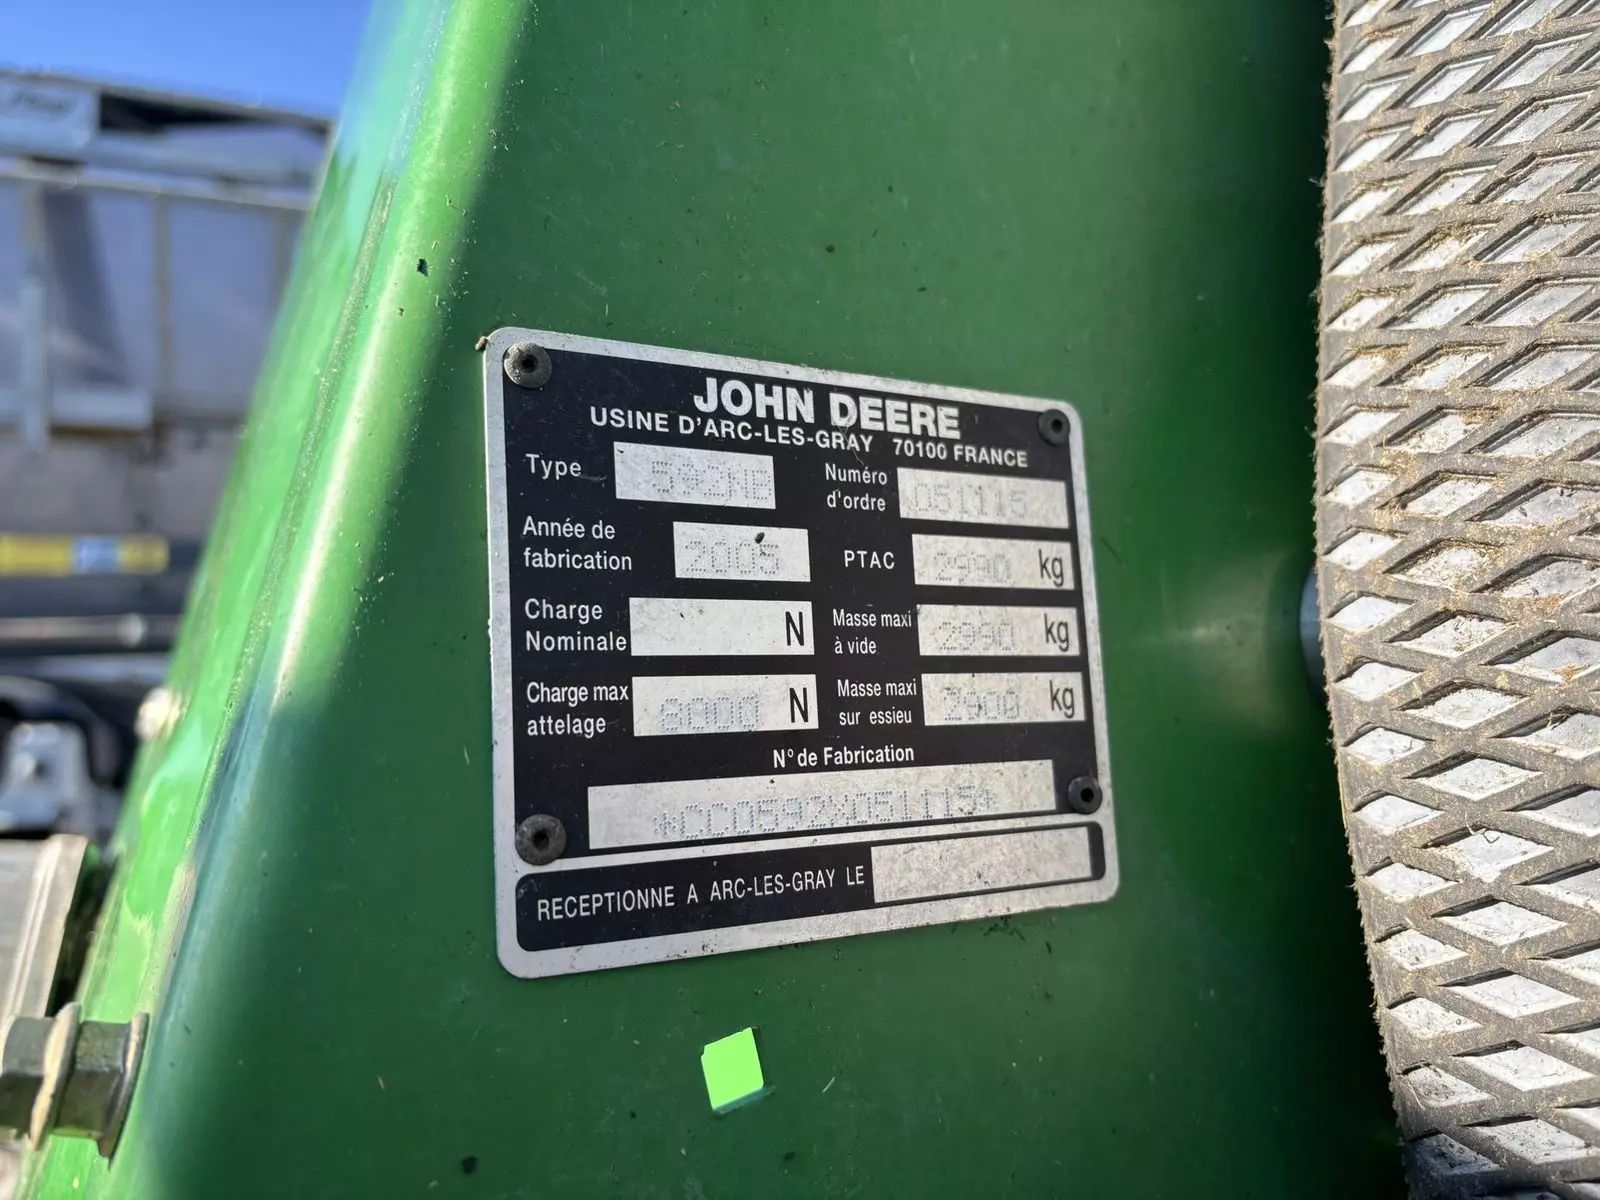 JOHN DEERE
USINE D'ARC-LES-GRAY 70100 FRANCE
Type 592NB Numéro d'ordre 051115
Année de fabrication 2005 PTAC 2990 kg
Charge Nominale N Masse maxi à vide 2990 kg
Charge max attelage 8000 N Masse maxi sur essieu 2900 kg
N° de Fabrication
*CC0592X051115*
RECEPTIONNE A ARC-LES-GRAY LE